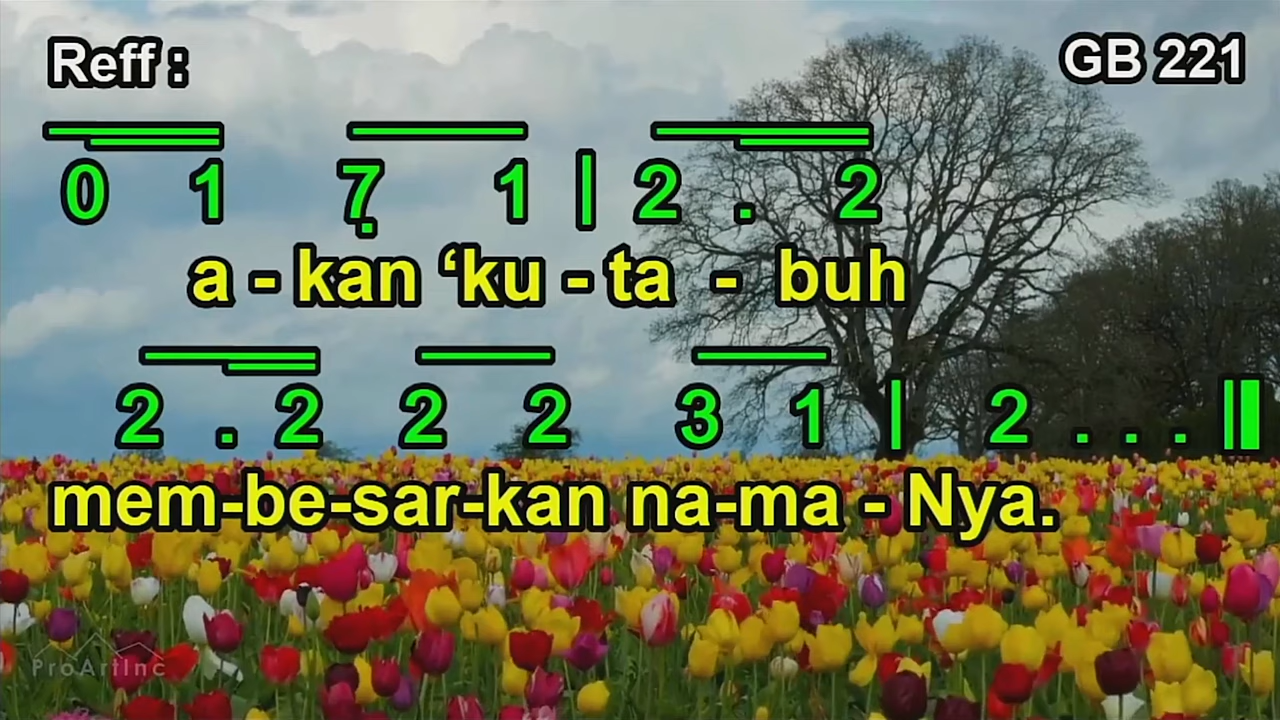 Reff :
GB 221
0 1 7 1 | 2 . 2
a - kan ‘ku - ta - buh
2 . 2 2 2 3 1 | 2 . . . ||
mem-be-sar-kan na-ma - Nya.
ProArtInc